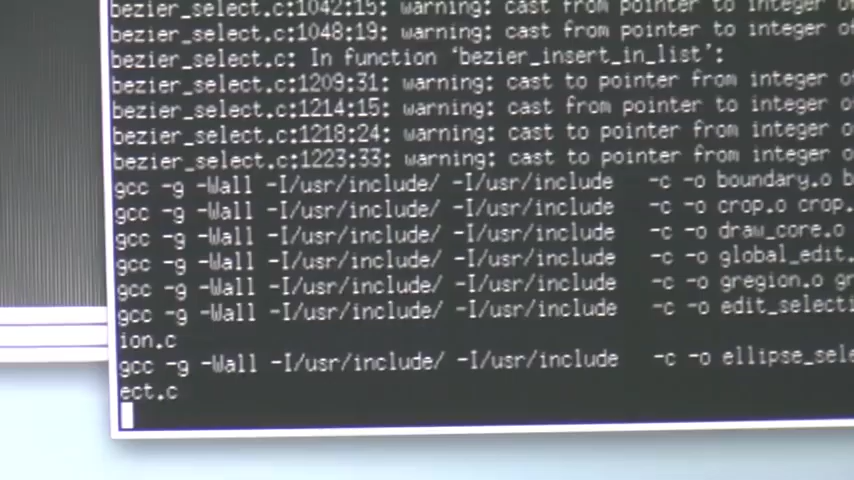 bezier_select.c:1042:15: warning: cast from pointer to integer of
bezier_select.c:1048:19: warning: cast from pointer to integer of
bezier_select.c: In function ‘bezier_insert_in_list’:
bezier_select.c:1209:31: warning: cast to pointer from integer of
bezier_select.c:1214:15: warning: cast from pointer to integer of
bezier_select.c:1218:24: warning: cast to pointer from integer o
bezier_select.c:1223:33: warning: cast to pointer from integer o
gcc -g -Wall -I/usr/include/ -I/usr/include   -c -o boundary.o b
gcc -g -Wall -I/usr/include/ -I/usr/include   -c -o crop.o crop.
gcc -g -Wall -I/usr/include/ -I/usr/include   -c -o draw_core.o
gcc -g -Wall -I/usr/include/ -I/usr/include   -c -o global_edit.
gcc -g -Wall -I/usr/include/ -I/usr/include   -c -o gregion.o gr
gcc -g -Wall -I/usr/include/ -I/usr/include   -c -o edit_selecti
ion.c
gcc -g -Wall -I/usr/include/ -I/usr/include   -c -o ellipse_sele
ect.c